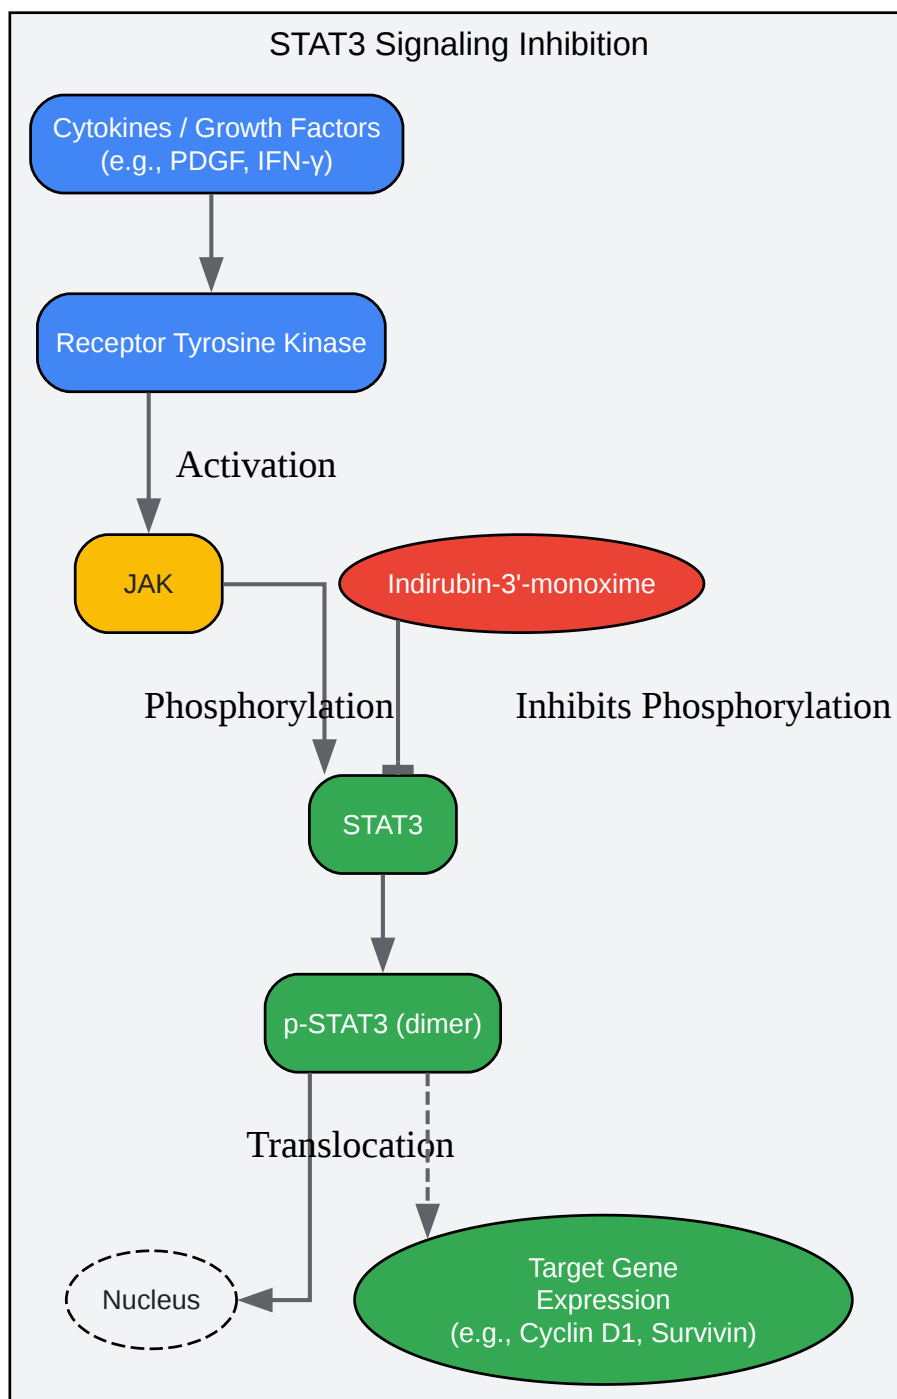 STAT3 Signaling Inhibition
Cytokines / Growth Factors
(e.g., PDGF, IFN-γ)
Receptor Tyrosine Kinase
Activation
JAK
Indirubin-3'-monoxime
Phosphorylation
Inhibits Phosphorylation
STAT3
p-STAT3 (dimer)
Translocation
Nucleus
Target Gene
Expression
(e.g., Cyclin D1, Survivin)